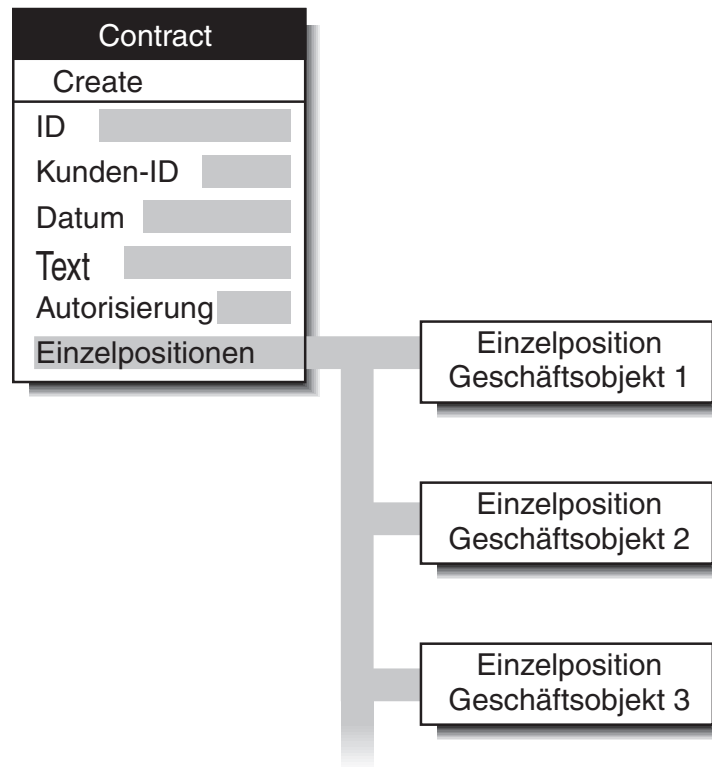 Contract
Create
ID
Kunden-ID
Datum
Text
Autorisierung
Einzelpositionen
Einzelposition
Geschäftsobjekt 1
Einzelposition
Geschäftsobjekt 2
Einzelposition
Geschäftsobjekt 3